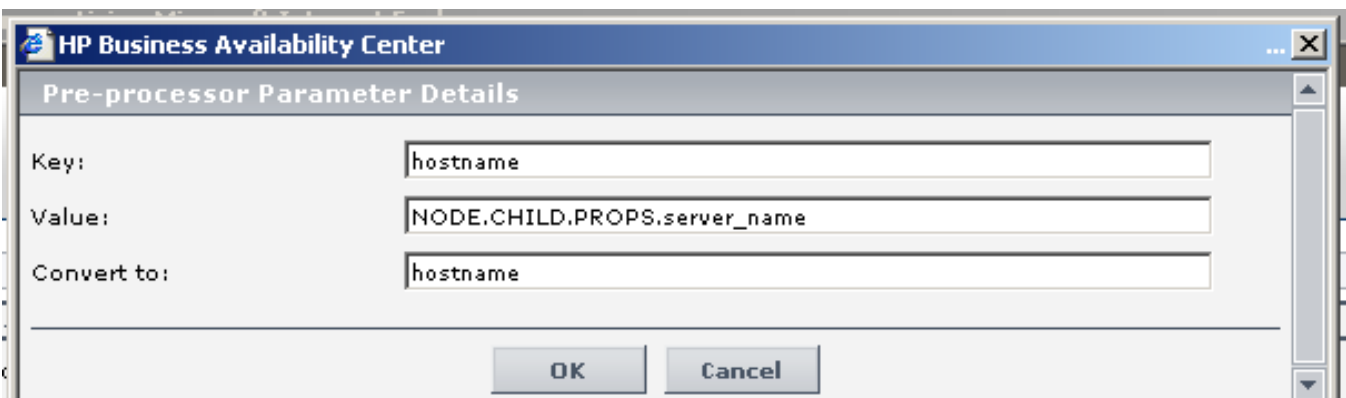 HP Business Availability Center ...
Pre-processor Parameter Details
Key: hostname
Value: NODE.CHILD.PROPS.server_name
Convert to: hostname
OK Cancel